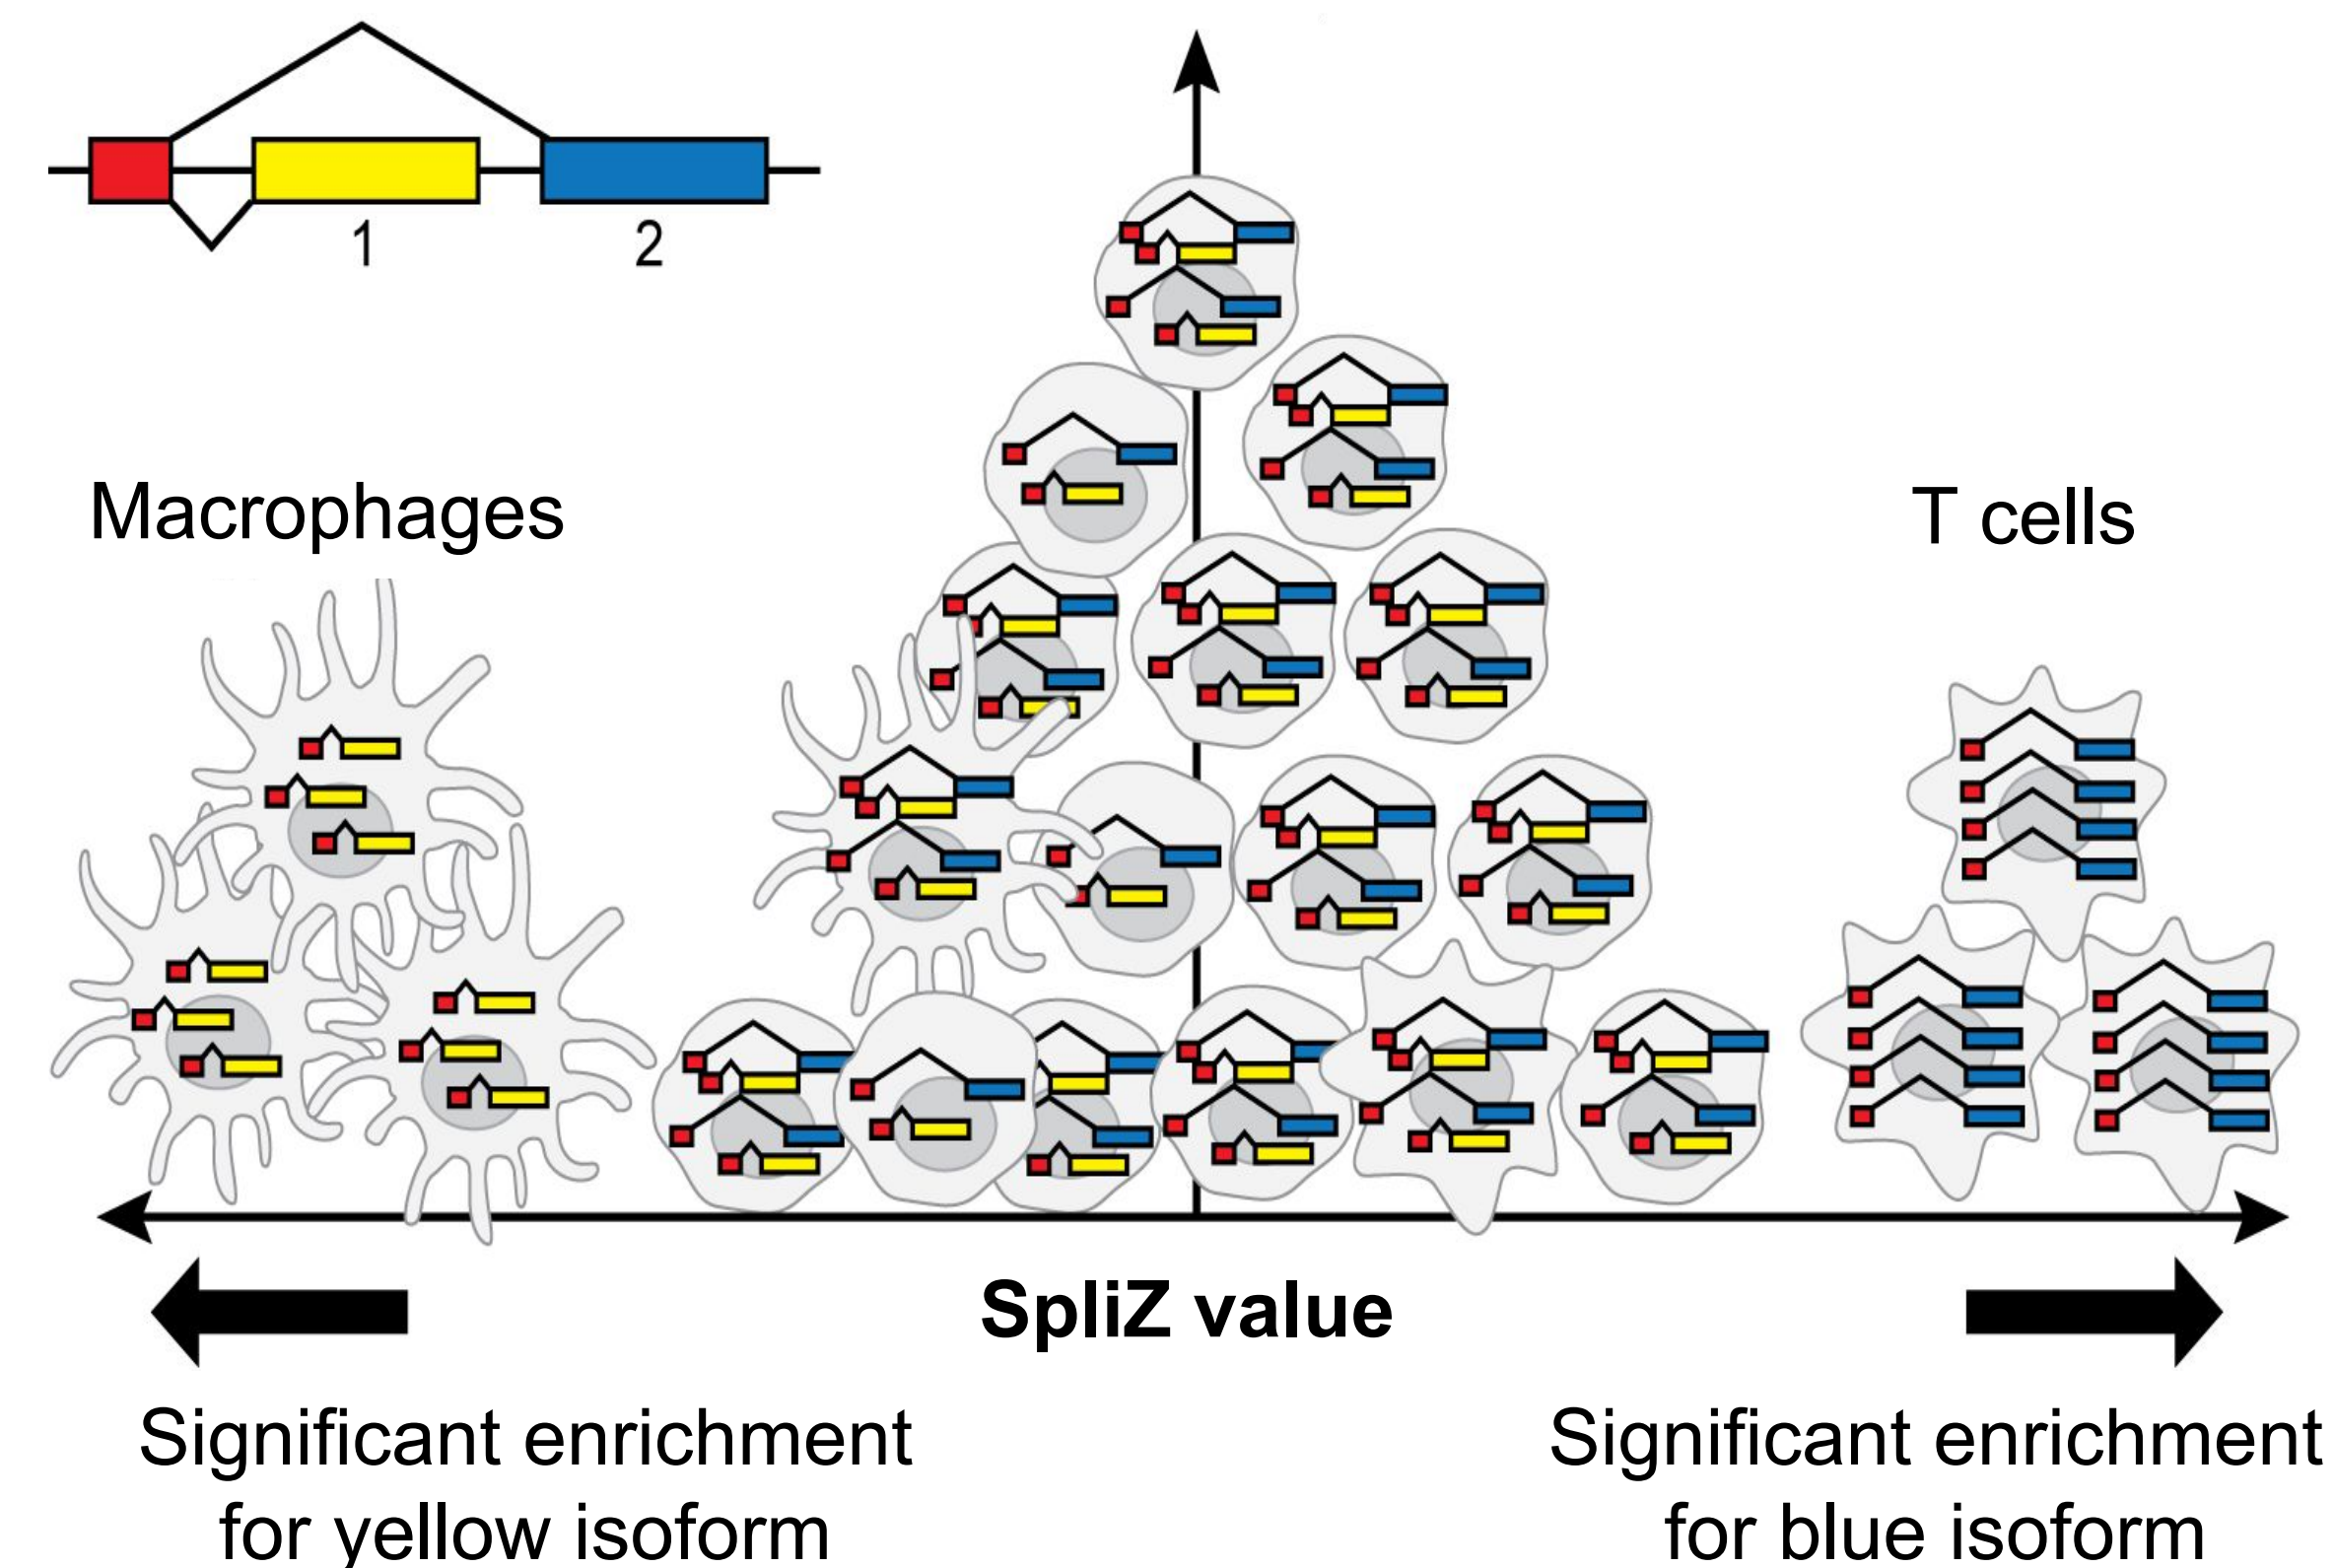 1
2
Macrophages
T cells
SpliZ value
Significant enrichment
for yellow isoform
Significant enrichment
for blue isoform